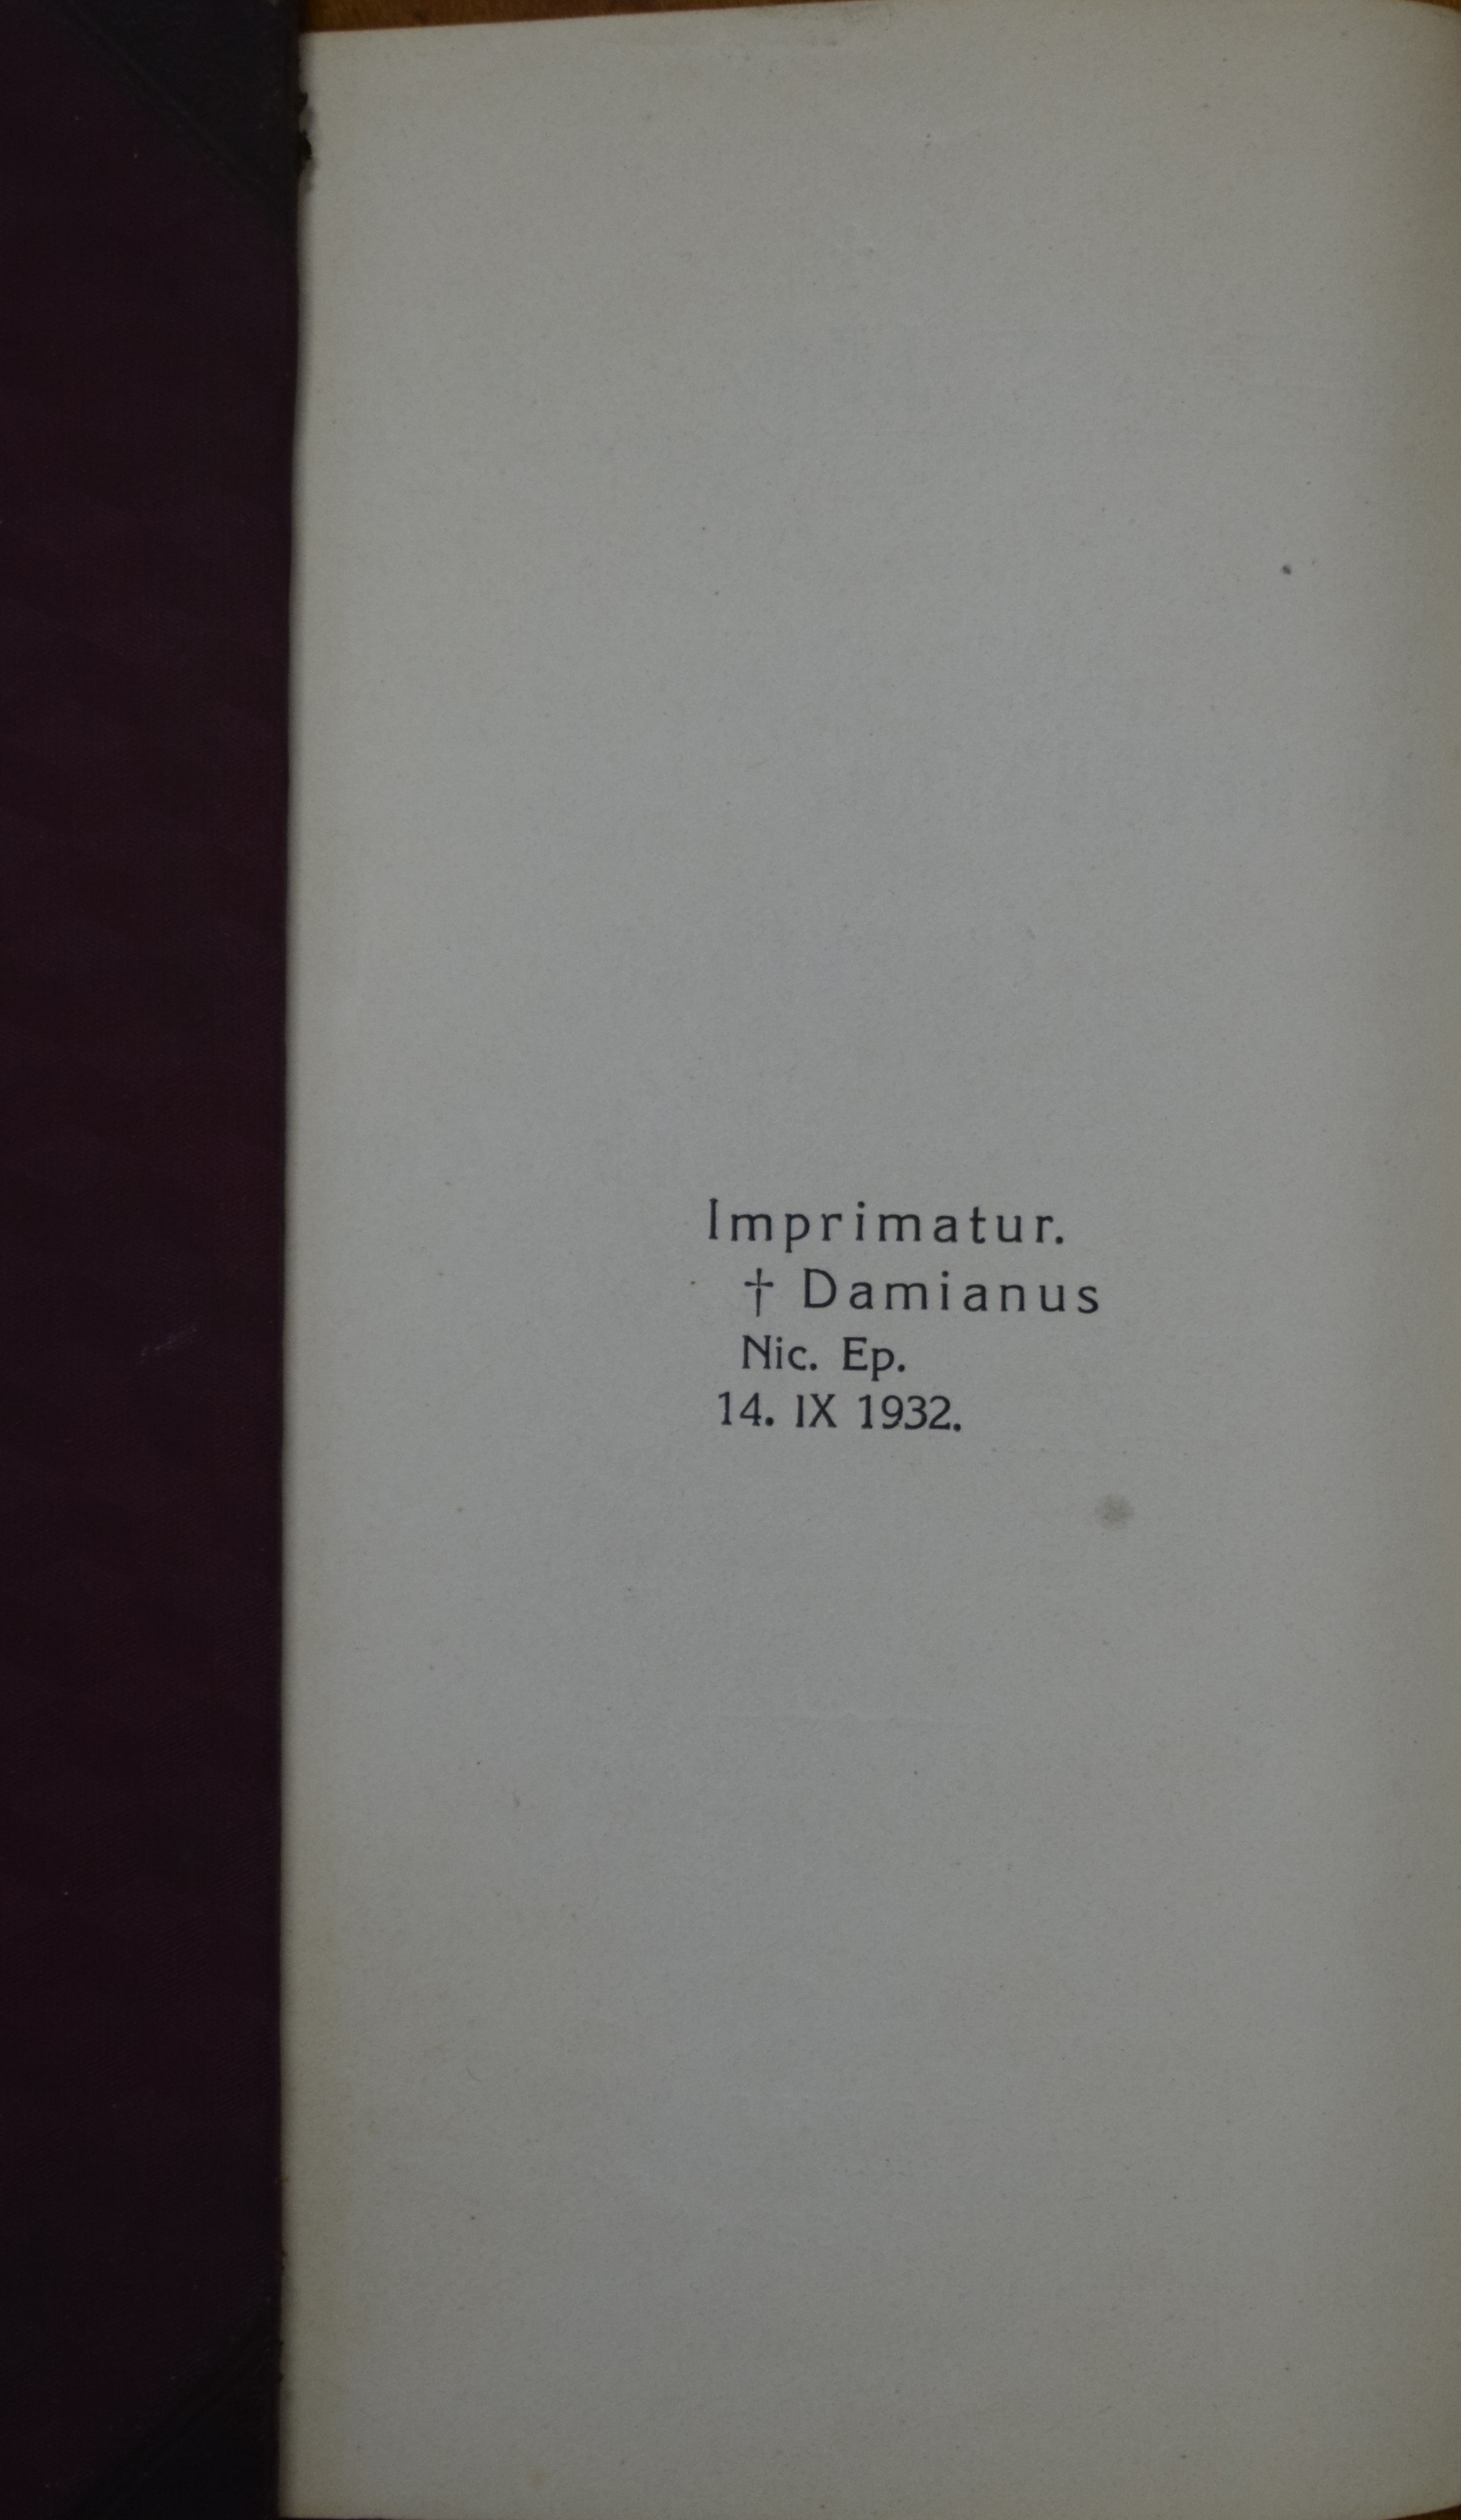 Imprimatur.
† Damianus
Nic. Ep.
14. IX 1932.